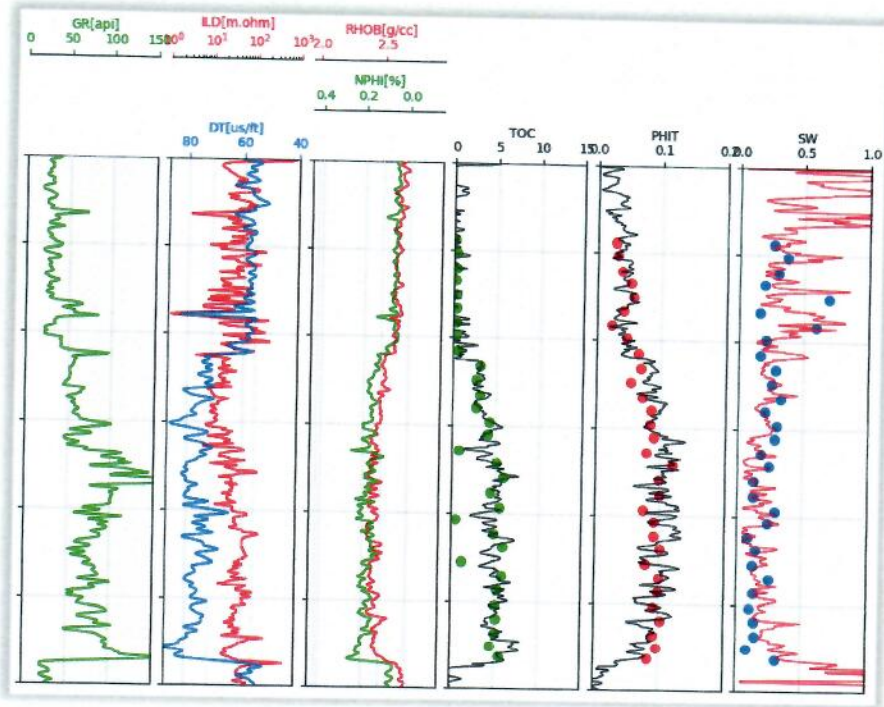 GR[api]
0 50 100 150
ILD[m.ohm]
10⁰ 10¹ 10² 10³
RHOB[g/cc]
2.0 2.5
NPHI[%]
0.4 0.2 0.0
DT[us/ft]
80 60 40
TOC
0 5 10 15
PHIT
0.0 0.1 0.2
SW
0.0 0.5 1.0